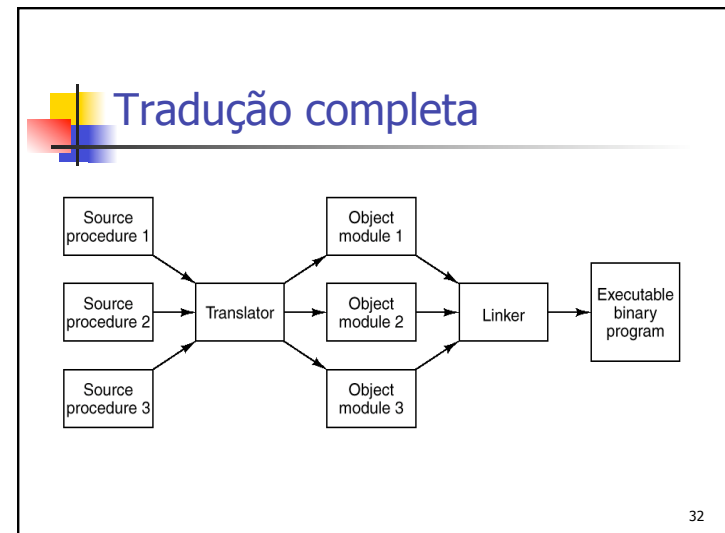 Tradução completa
Source
procedure 1
Source
procedure 2
Source
procedure 3
Translator
Object
module 1
Object
module 2
Object
module 3
Linker
Executable
binary
program
32